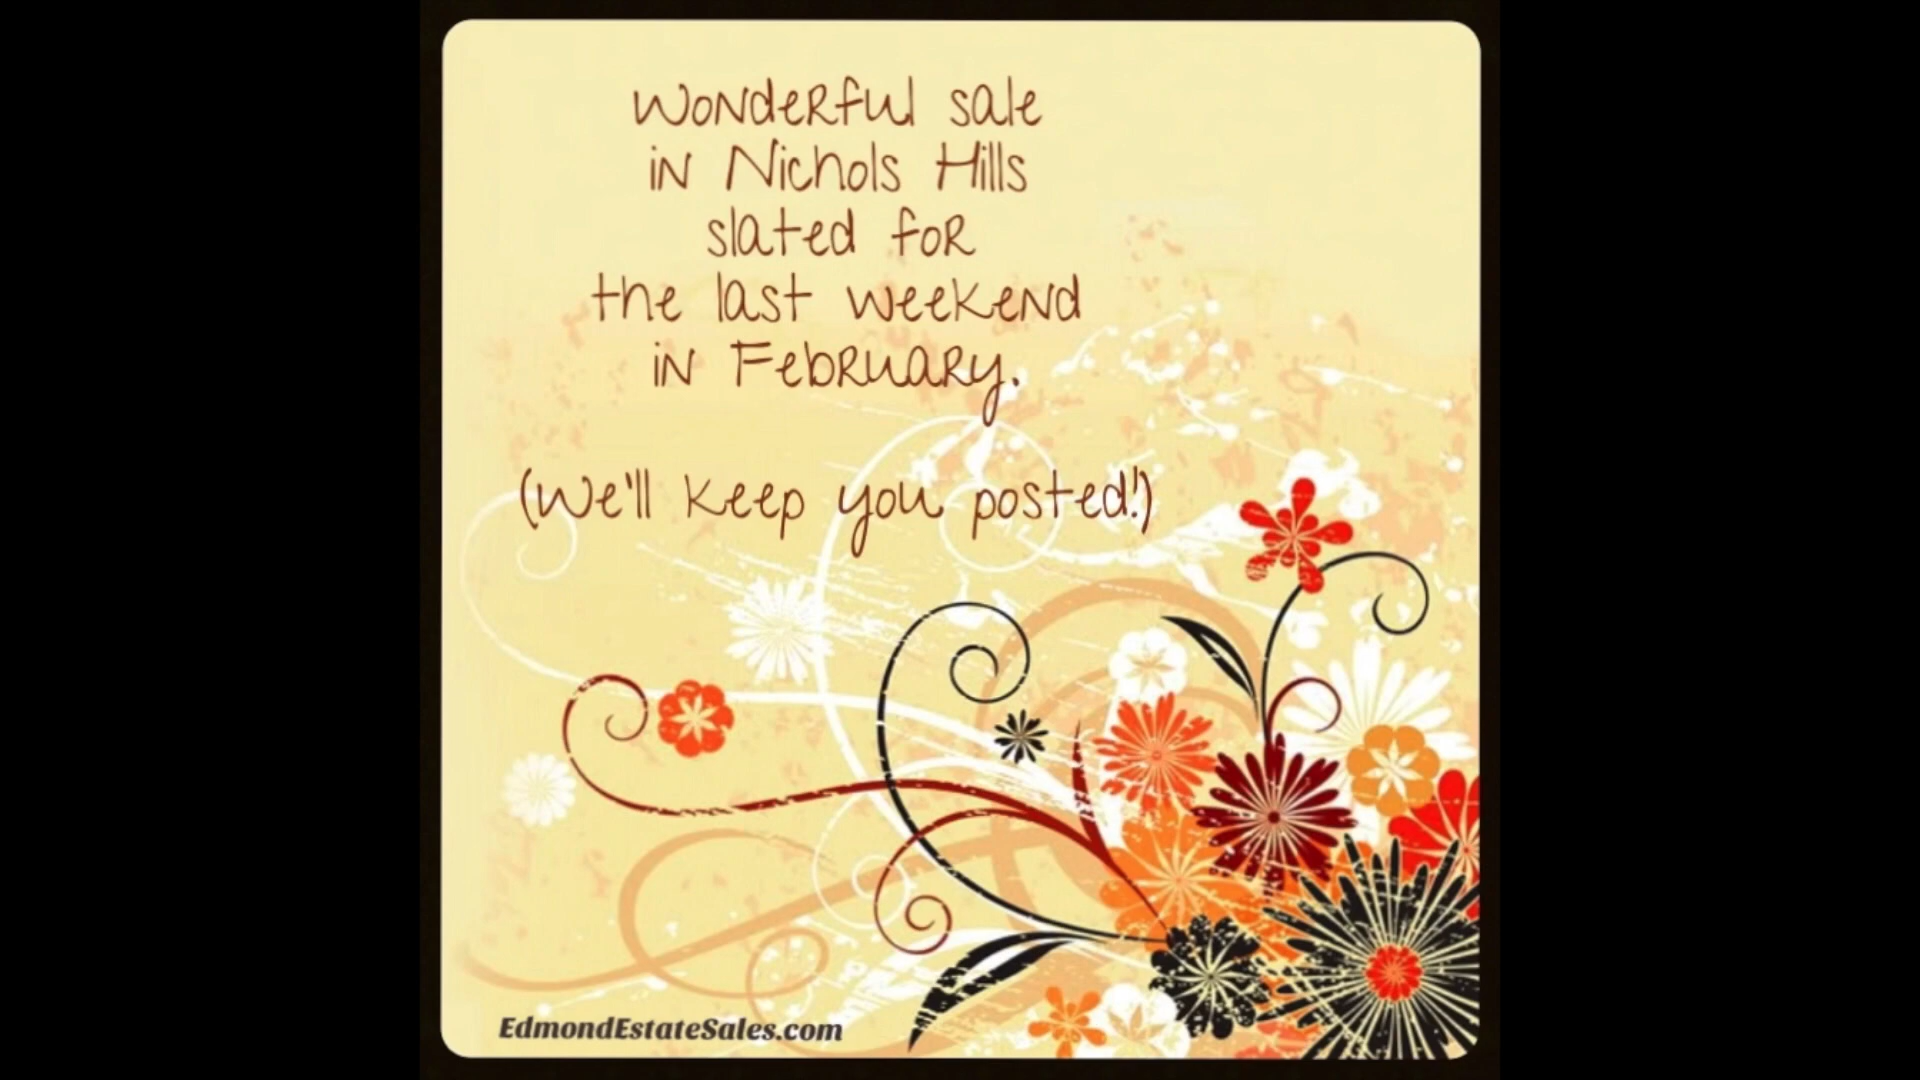 Wonderful sale
in Nichols Hills
slated for
the last weekend
in February.
(We'll keep you posted!)
EdmondEstateSales.com